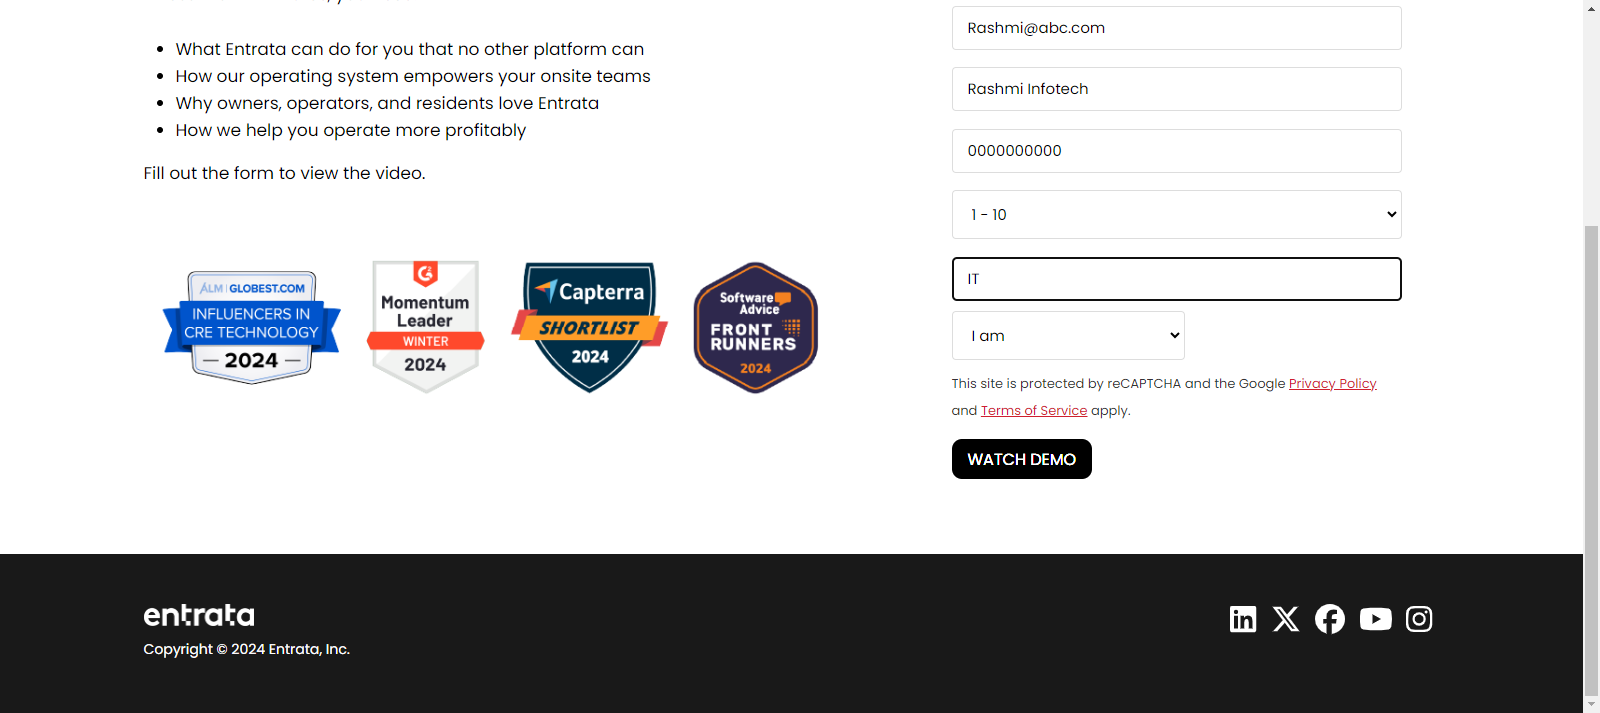 What Entrata can do for you that no other platform can
How our operating system empowers your onsite teams
Why owners, operators, and residents love Entrata
How we help you operate more profitably
Fill out the form to view the video.
ALM | GLOBEST.COM
INFLUENCERS IN
CRE TECHNOLOGY
— 2024 —
G2
Momentum
Leader
WINTER
2024
Capterra
SHORTLIST
2024
Software
Advice
FRONT
RUNNERS
2024
Rashmi@abc.com
Rashmi Infotech
0000000000
1 - 10
IT
I am
This site is protected by reCAPTCHA and the Google Privacy Policy
and Terms of Service apply.
WATCH DEMO
entrata
Copyright © 2024 Entrata, Inc.